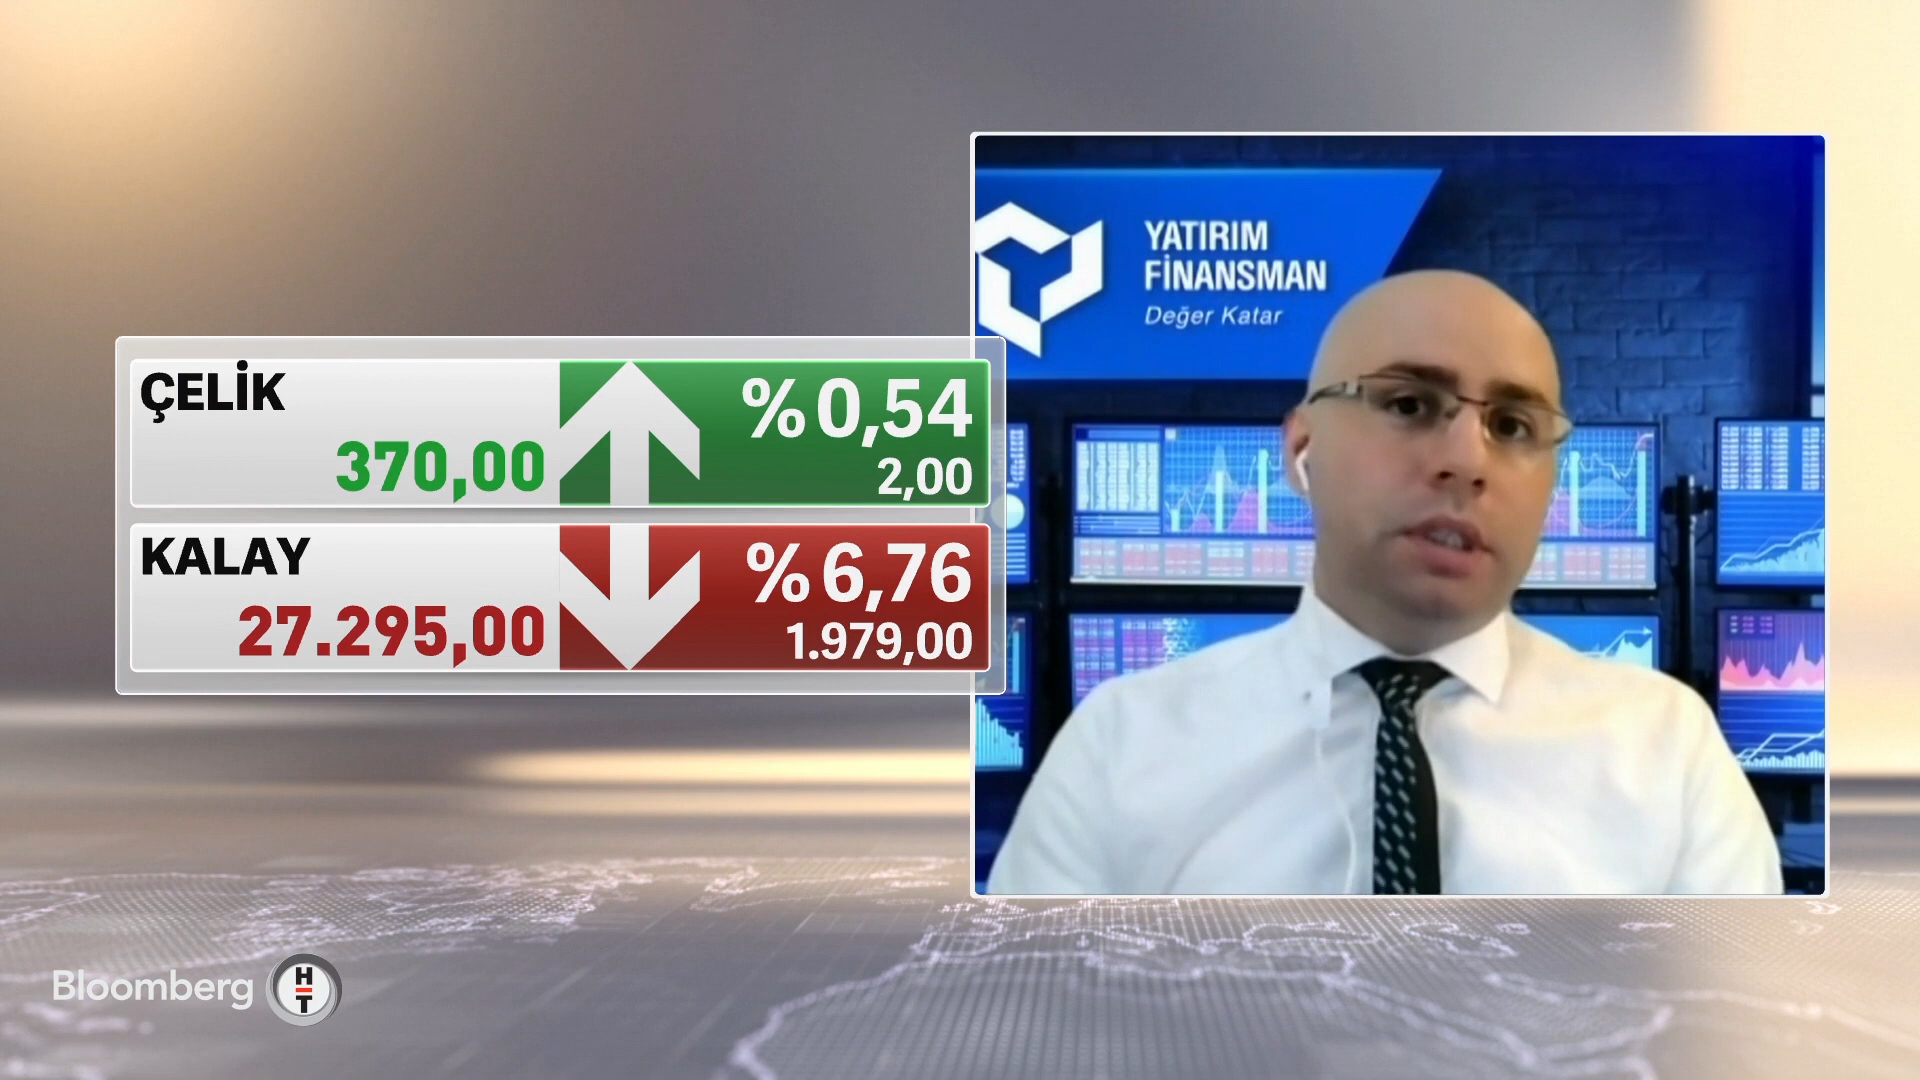 ÇELİK
370,00
%0,54
2,00
KALAY
27.295,00
%6,76
1.979,00
YATIRIM
FİNANSMAN
Değer Katar
Bloomberg HT